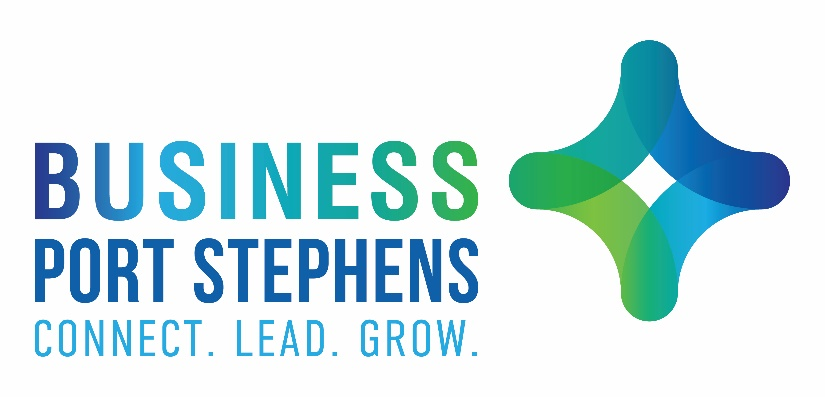 BUSINESS
PORT STEPHENS
CONNECT. LEAD. GROW.